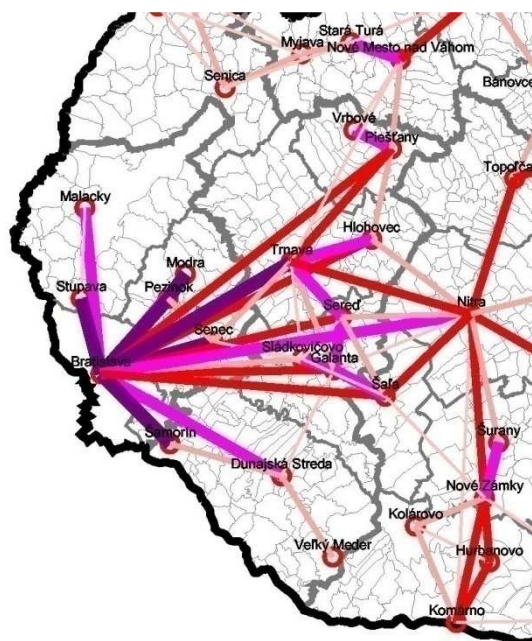 Stará Turá
Myjava
Nové Mesto nad Váhom
Senica
Bánovce
Vrbové
Piešťany
Topoľča
Malacky
Hlohovec
Trnava
Modra
Stupava
Pezinok
Sereď
Nitra
Senec
Sládkovičovo
Bratislava
Galanta
Šaľa
Šamorín
Šurany
Dunajská Streda
Nové Zámky
Kolárovo
Veľký Meder
Hurbanovo
Komárno